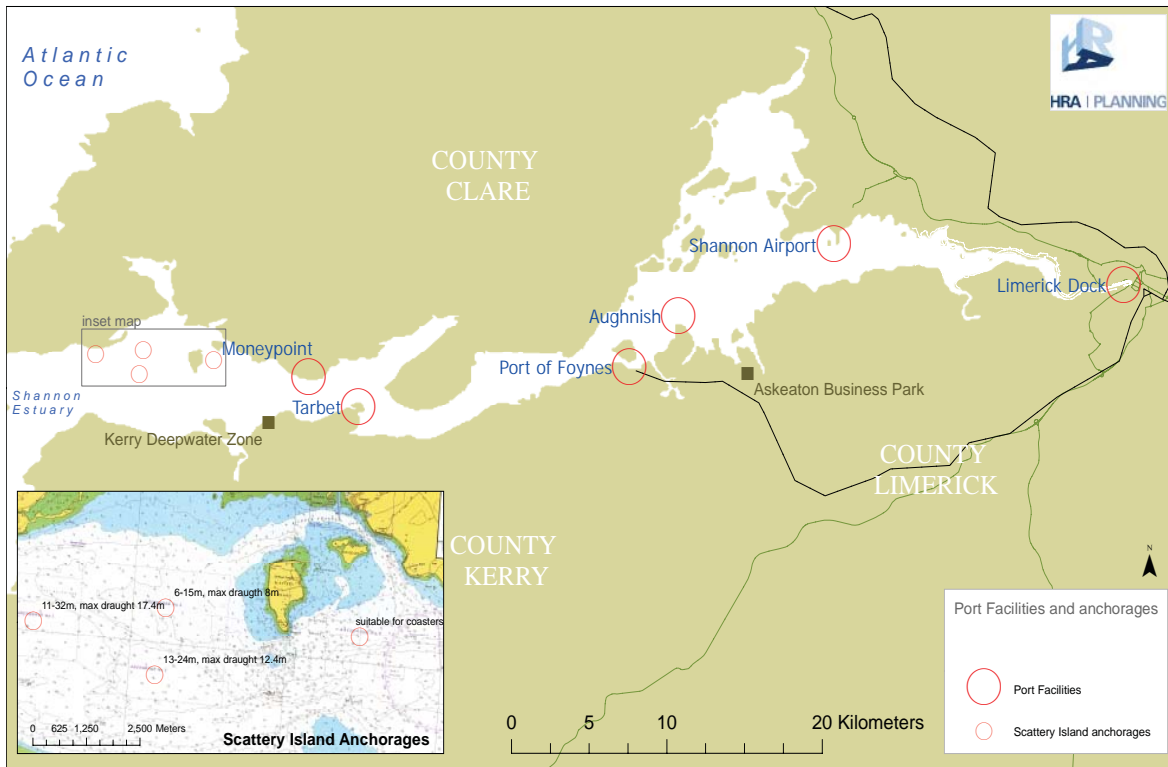 Atlantic
Ocean
HRA | PLANNING
COUNTY
CLARE
Shannon Airport
Limerick Dock
Aughnish
inset map
Moneypoint
Port of Foynes
Askeaton Business Park
Shannon
Estuary
Tarbet
Kerry Deepwater Zone
COUNTY
LIMERICK
COUNTY
KERRY
N
6-15m, max draugth 8m
11-32m, max draught 17.4m
suitable for coasters
13-24m, max draught 12.4m
0 625 1,250 2,500 Meters
Scattery Island Anchorages
0 5 10 20 Kilometers
Port Facilities and anchorages
Port Facilities
Scattery Island anchorages